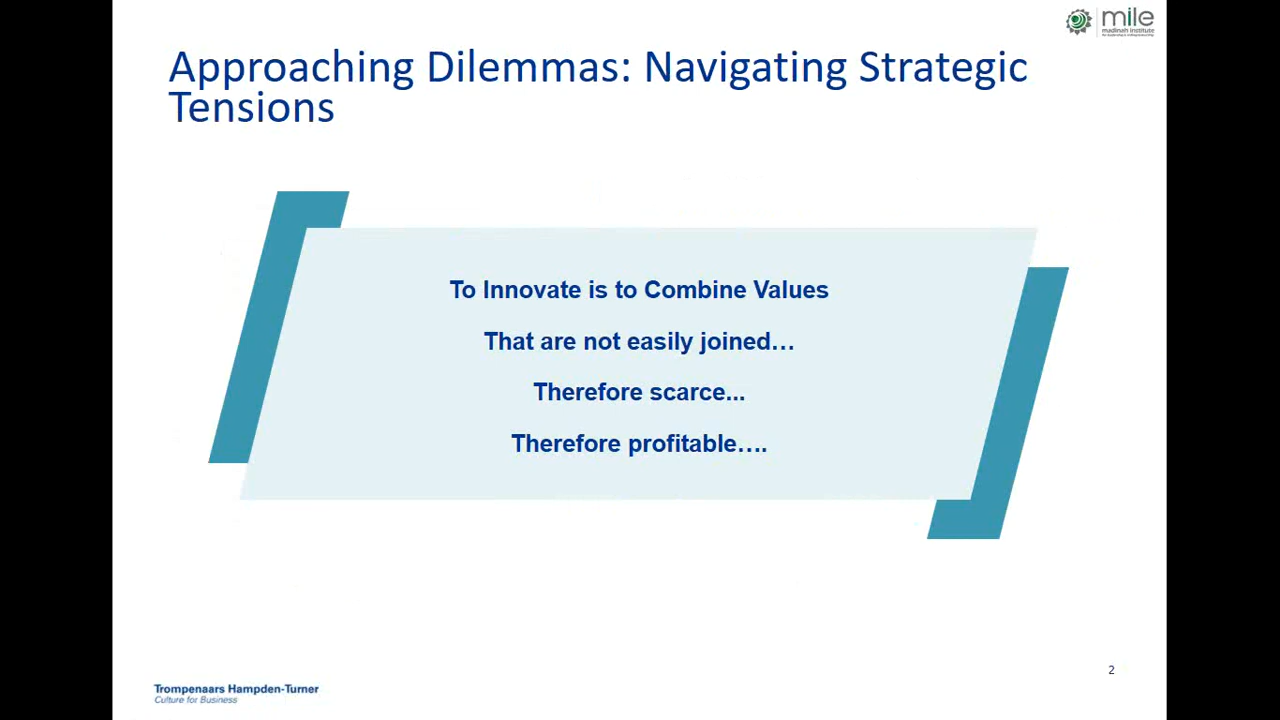 mile
madinah institute
for leadership & entrepreneurship
Approaching Dilemmas: Navigating Strategic
Tensions
To Innovate is to Combine Values
That are not easily joined…
Therefore scarce...
Therefore profitable….
2
Trompenaars Hampden-Turner
Culture for Business